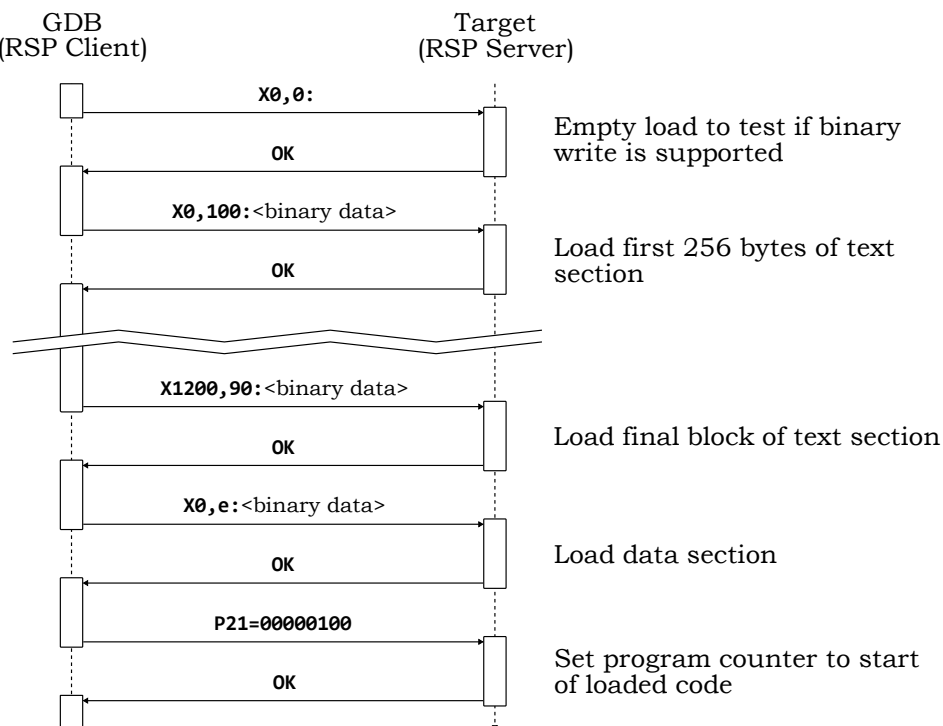 GDB
(RSP Client)
Target
(RSP Server)
X0,0:
Empty load to test if binary
write is supported
OK
X0,100:<binary data>
Load first 256 bytes of text
section
OK
X1200,90:<binary data>
Load final block of text section
OK
X0,e:<binary data>
Load data section
OK
P21=00000100
Set program counter to start
of loaded code
OK